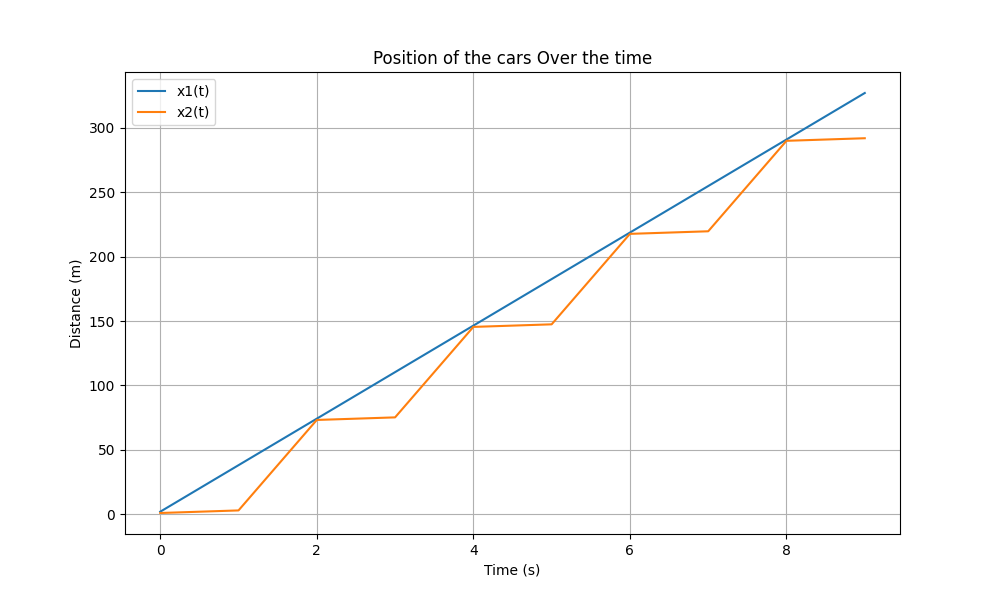 Position of the cars Over the time
x1(t)
x2(t)
300
250
200
150
100
50
0
Distance (m)
0 2 4 6 8
Time (s)